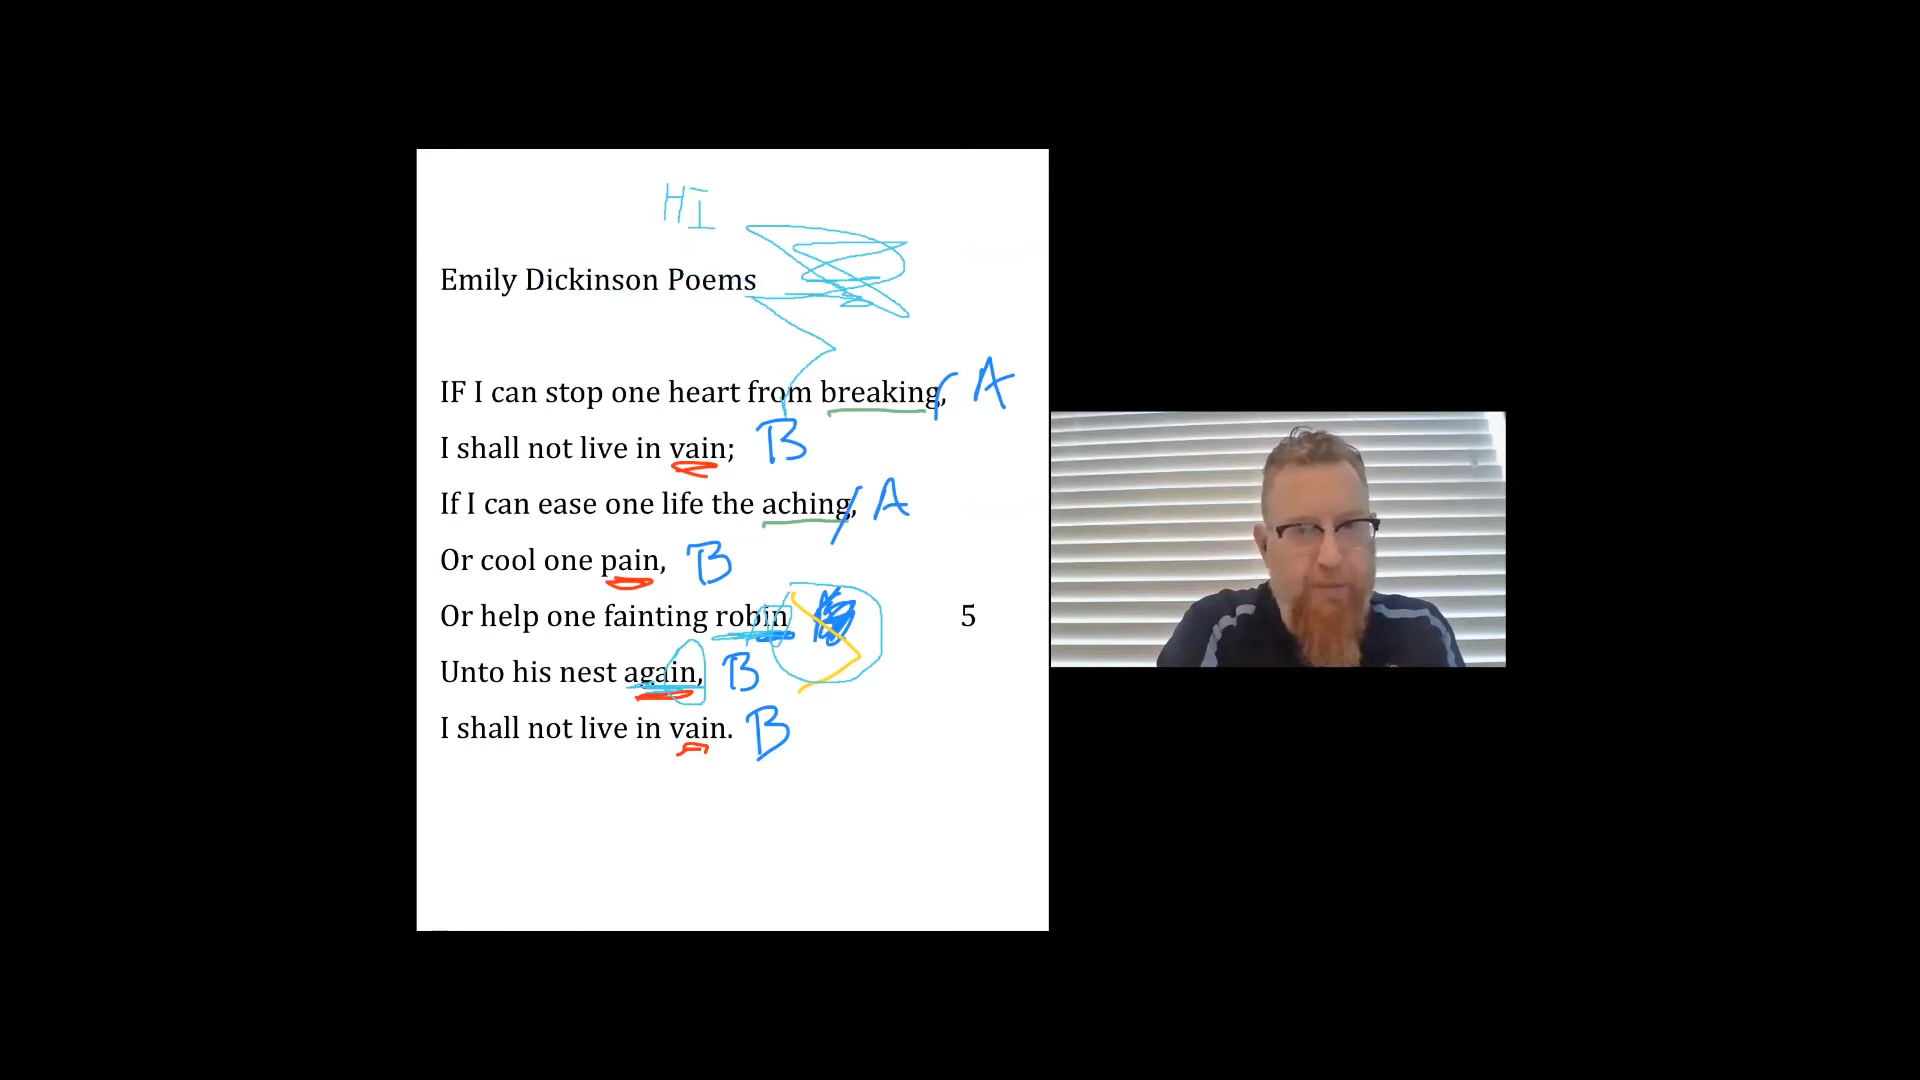 HI
Emily Dickinson Poems
IF I can stop one heart from breaking, A
I shall not live in vain; B
If I can ease one life the aching, A
Or cool one pain, B
Or help one fainting robin 5
Unto his nest again, B
I shall not live in vain. B